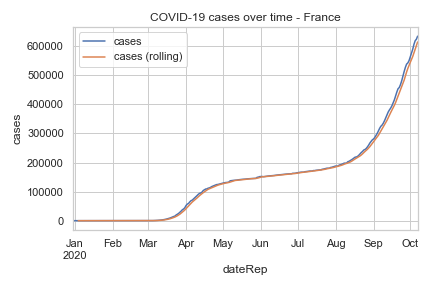 COVID-19 cases over time - France
cases
cases (rolling)
cases
600000
500000
400000
300000
200000
100000
0
Jan Feb Mar Apr May Jun Jul Aug Sep Oct
2020
dateRep